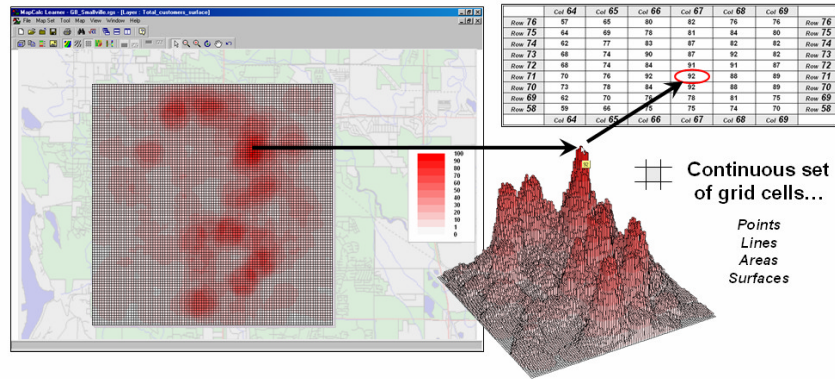 MapCalc Learner - GB_Smallville.rgs - [Layer : Total_customers_surface]
File Map Set Tool Map View Window Help
100
90
80
70
60
50
40
30
20
10
1
0
Col 64 Col 65 Col 66 Col 67 Col 68 Col 69
Row 76 57 65 80 82 76 76 Row 76
Row 75 64 69 78 81 84 80 Row 75
Row 74 62 77 83 87 82 82 Row 74
Row 73 68 74 90 87 92 82 Row 73
Row 72 68 74 84 91 91 87 Row 72
Row 71 70 76 92 92 88 89 Row 71
Row 70 73 78 84 92 88 89 Row 70
Row 69 62 70 76 78 81 75 Row 69
Row 58 59 66 75 75 74 70 Row 58
Col 64 Col 65 Col 66 Col 67 Col 68 Col 69
92
Continuous set
of grid cells...
Points
Lines
Areas
Surfaces